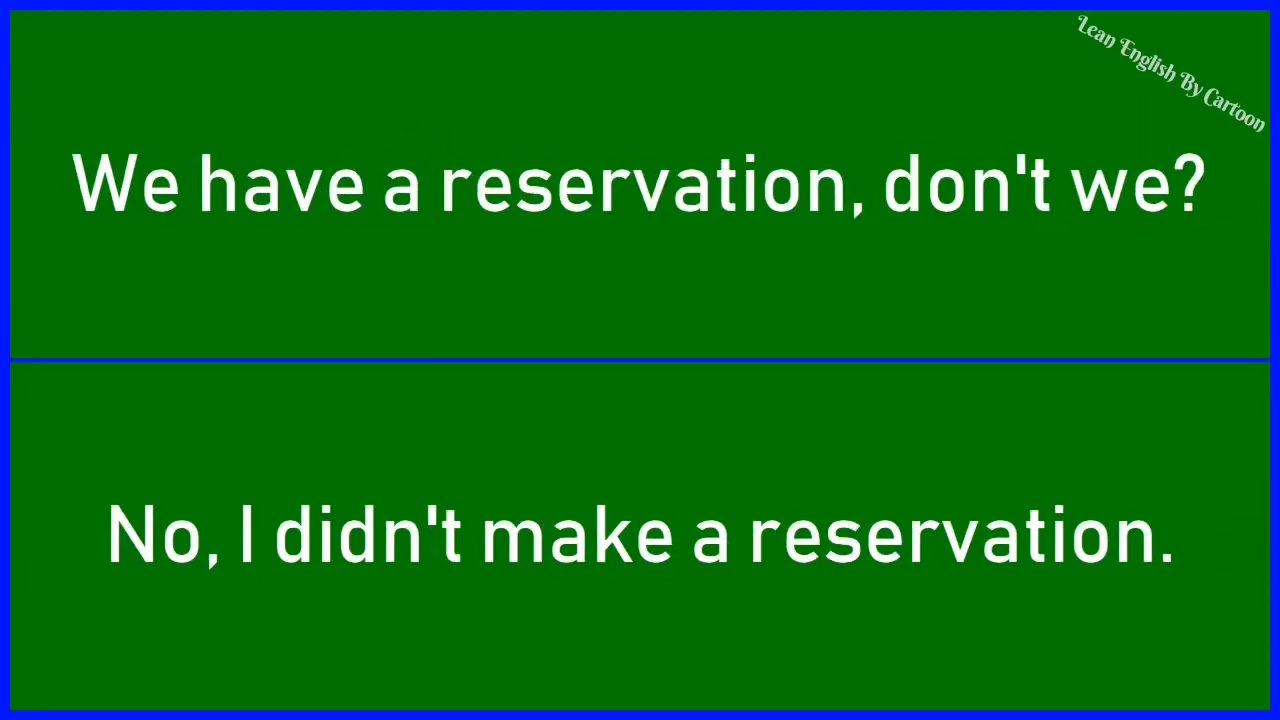 Lean English By Cartoon
We have a reservation, don't we?
No, I didn't make a reservation.